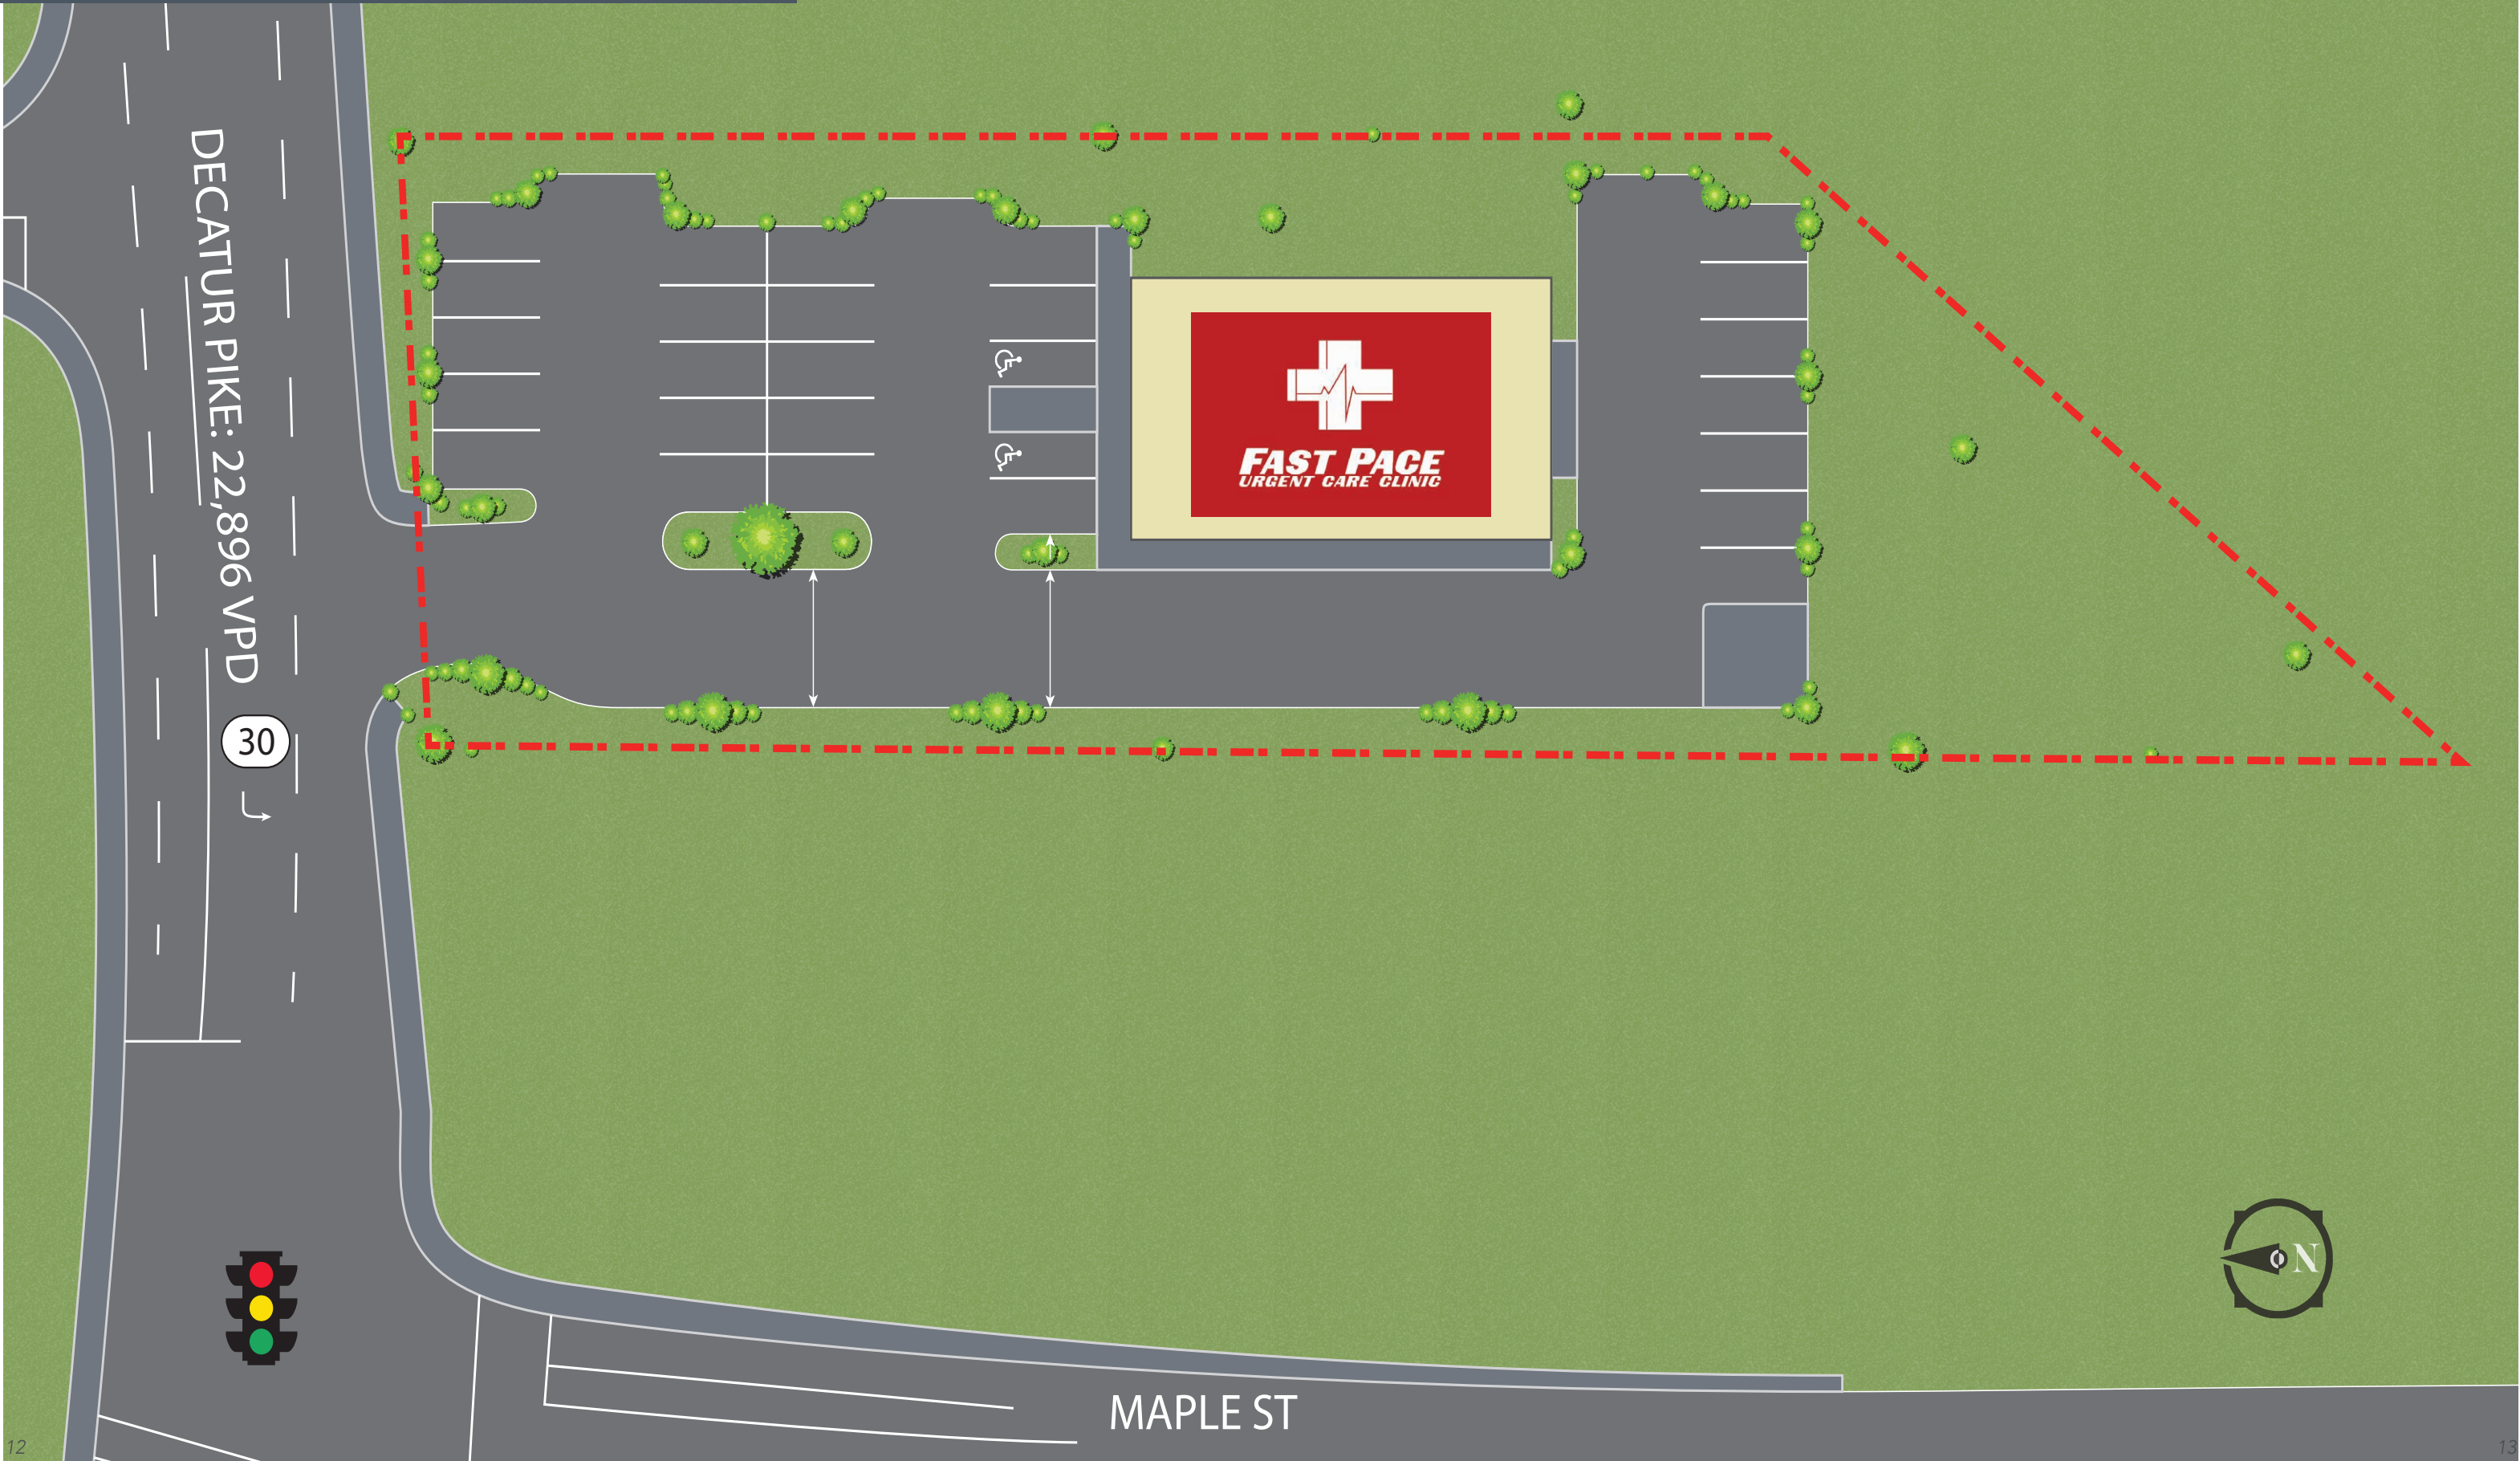 DECATUR PIKE: 22,896 VPD
30
FAST PACE
URGENT CARE CLINIC
N
MAPLE ST
12
13